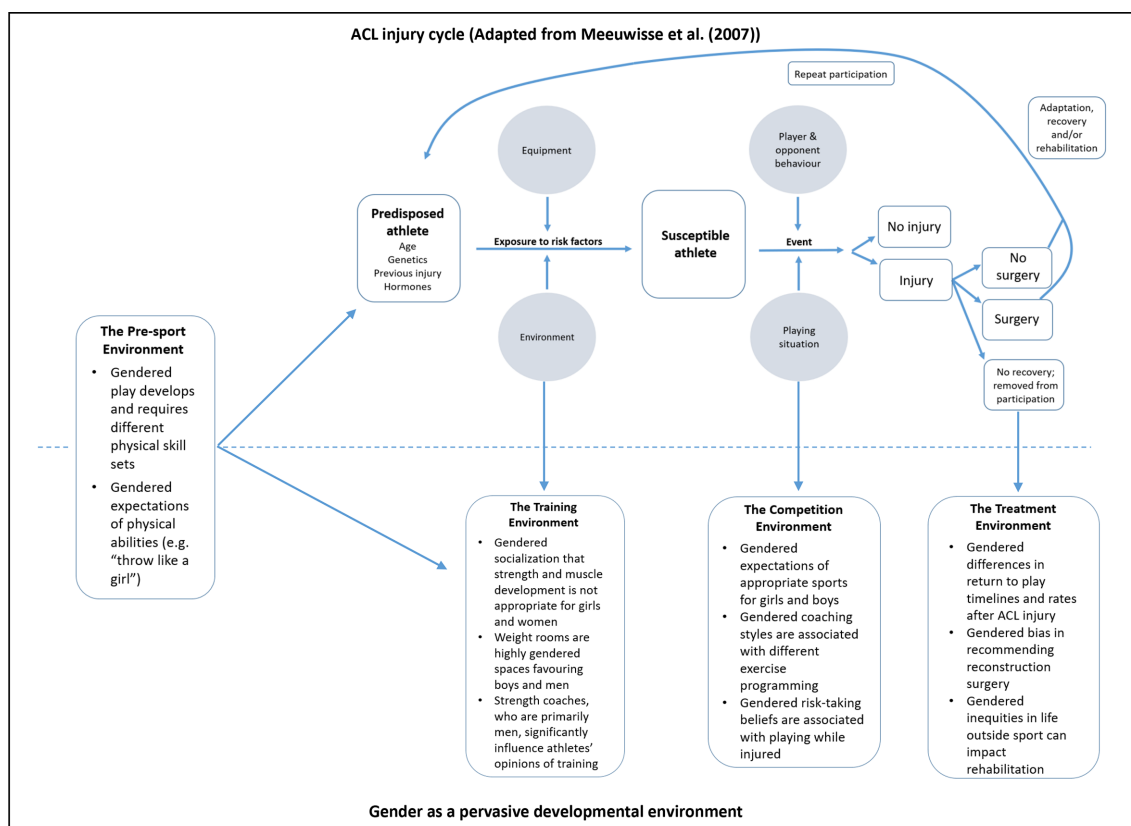 ACL injury cycle (Adapted from Meeuwisse et al. (2007))
Repeat participation
Adaptation,
recovery
and/or
rehabilitation
Equipment
Player &
opponent
behaviour
Predisposed
athlete
Age
Genetics
Previous injury
Hormones
Exposure to risk factors
Susceptible
athlete
Event
No injury
Injury
No
surgery
Surgery
Environment
Playing
situation
No recovery;
removed from
participation
The Pre-sport
Environment
• Gendered
play develops
and requires
different
physical skill
sets
• Gendered
expectations
of physical
abilities (e.g.
“throw like a
girl”)
The Training
Environment
• Gendered
socialization that
strength and muscle
development is not
appropriate for girls
and women
• Weight rooms are
highly gendered
spaces favouring
boys and men
• Strength coaches,
who are primarily
men, significantly
influence athletes’
opinions of training
The Competition
Environment
• Gendered
expectations of
appropriate sports
for girls and boys
• Gendered coaching
styles are associated
with different
exercise
programming
• Gendered risk-taking
beliefs are associated
with playing while
injured
The Treatment
Environment
• Gendered
differences in
return to play
timelines and rates
after ACL injury
• Gendered bias in
recommending
reconstruction
surgery
• Gendered
inequities in life
outside sport can
impact
rehabilitation
Gender as a pervasive developmental environment